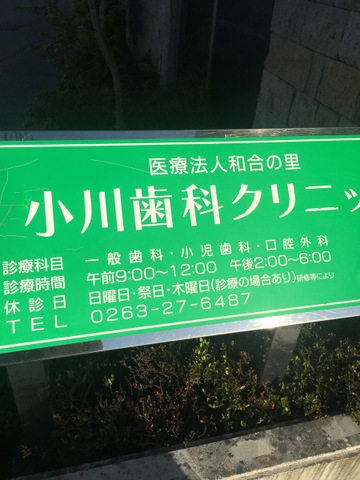 医療法人和合の里
小川歯科クリニッ
診療科目 一般歯科・小児歯科・口腔外科
診療時間 午前9:00〜12:00 午後2:00〜6:00
休診日 日曜日・祭日・木曜日(診療の場合あり)研修等により
TEL 0263-27-6487